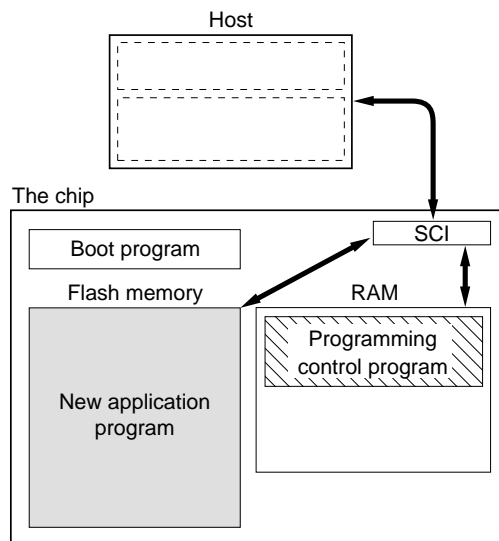 Host
The chip
SCI
Boot program
Flash memory
RAM
Programming
control program
New application
program